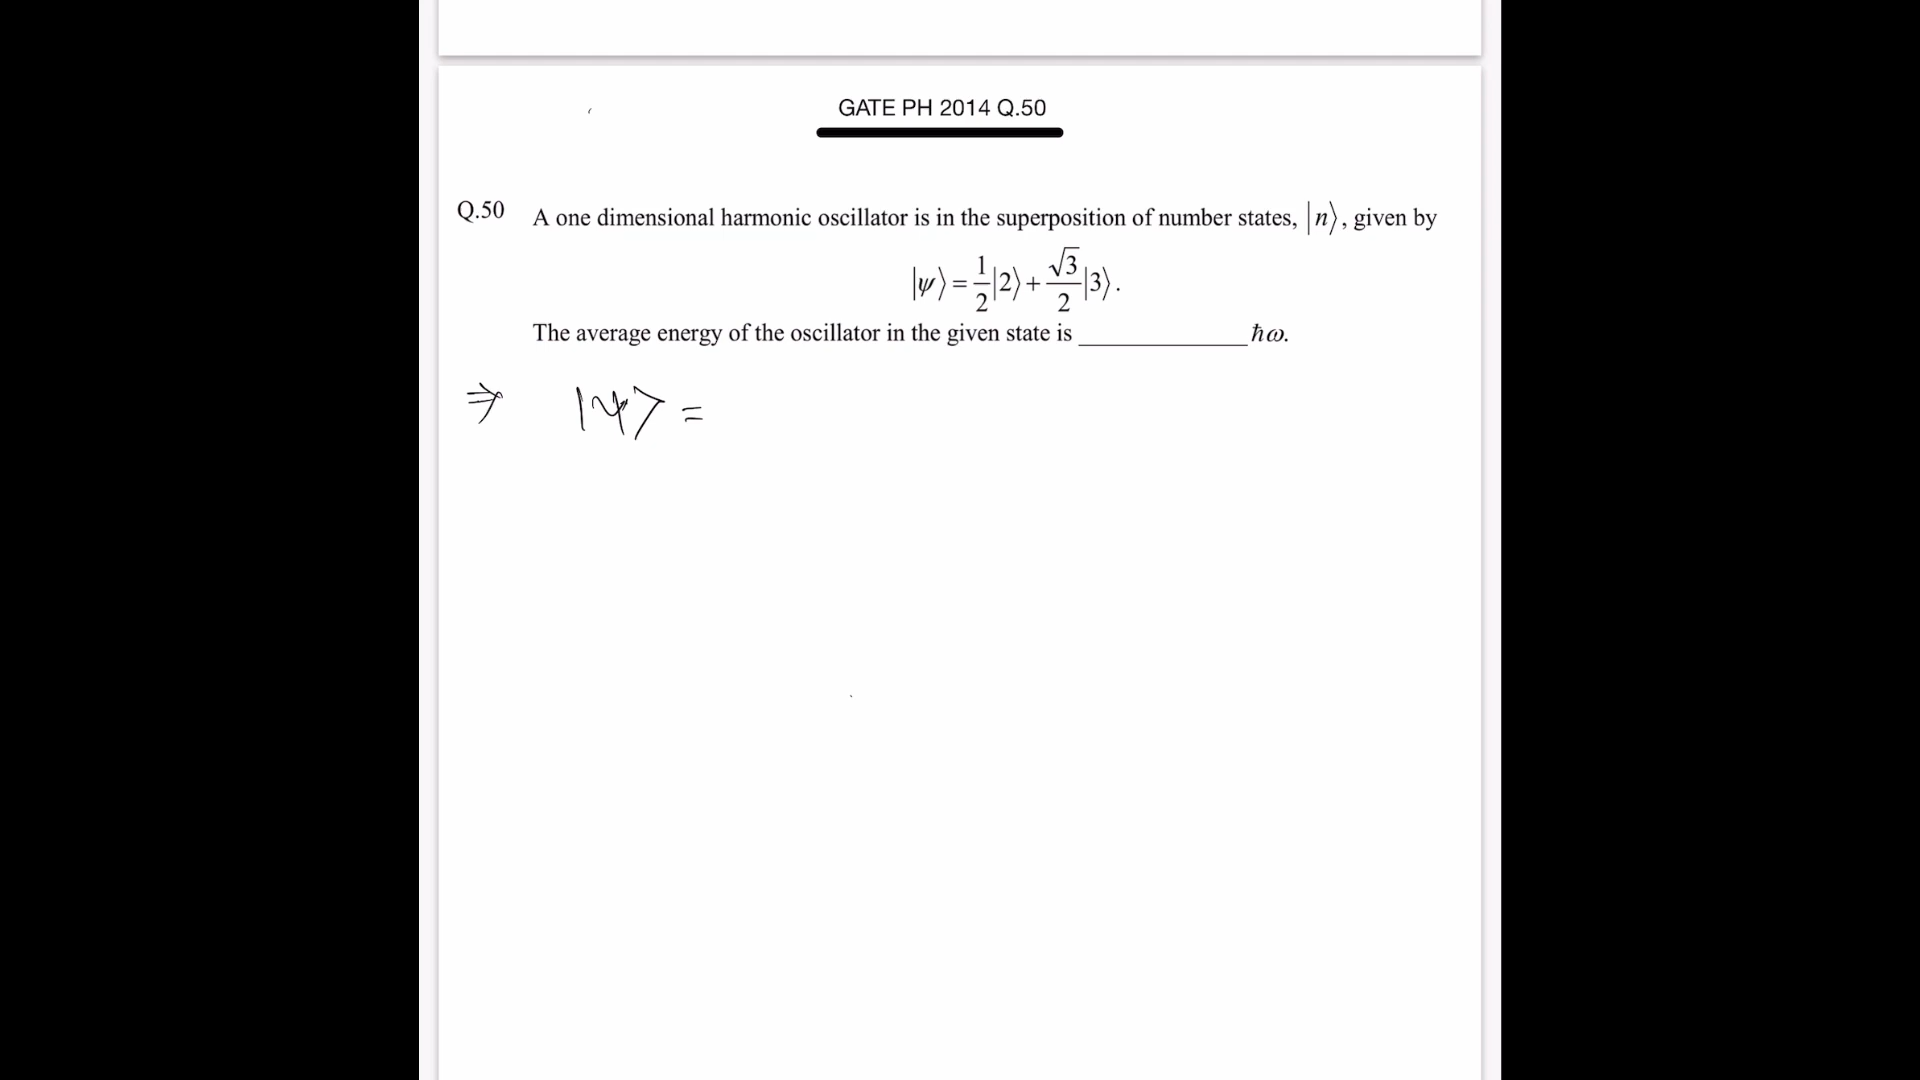 GATE PH 2014 Q.50
Q.50 A one dimensional harmonic oscillator is in the superposition of number states, |n⟩, given by
|ψ⟩ = 1/2 |2⟩ + √3/2 |3⟩.
The average energy of the oscillator in the given state is ______________ ℏω.
⇒ |ψ⟩ =